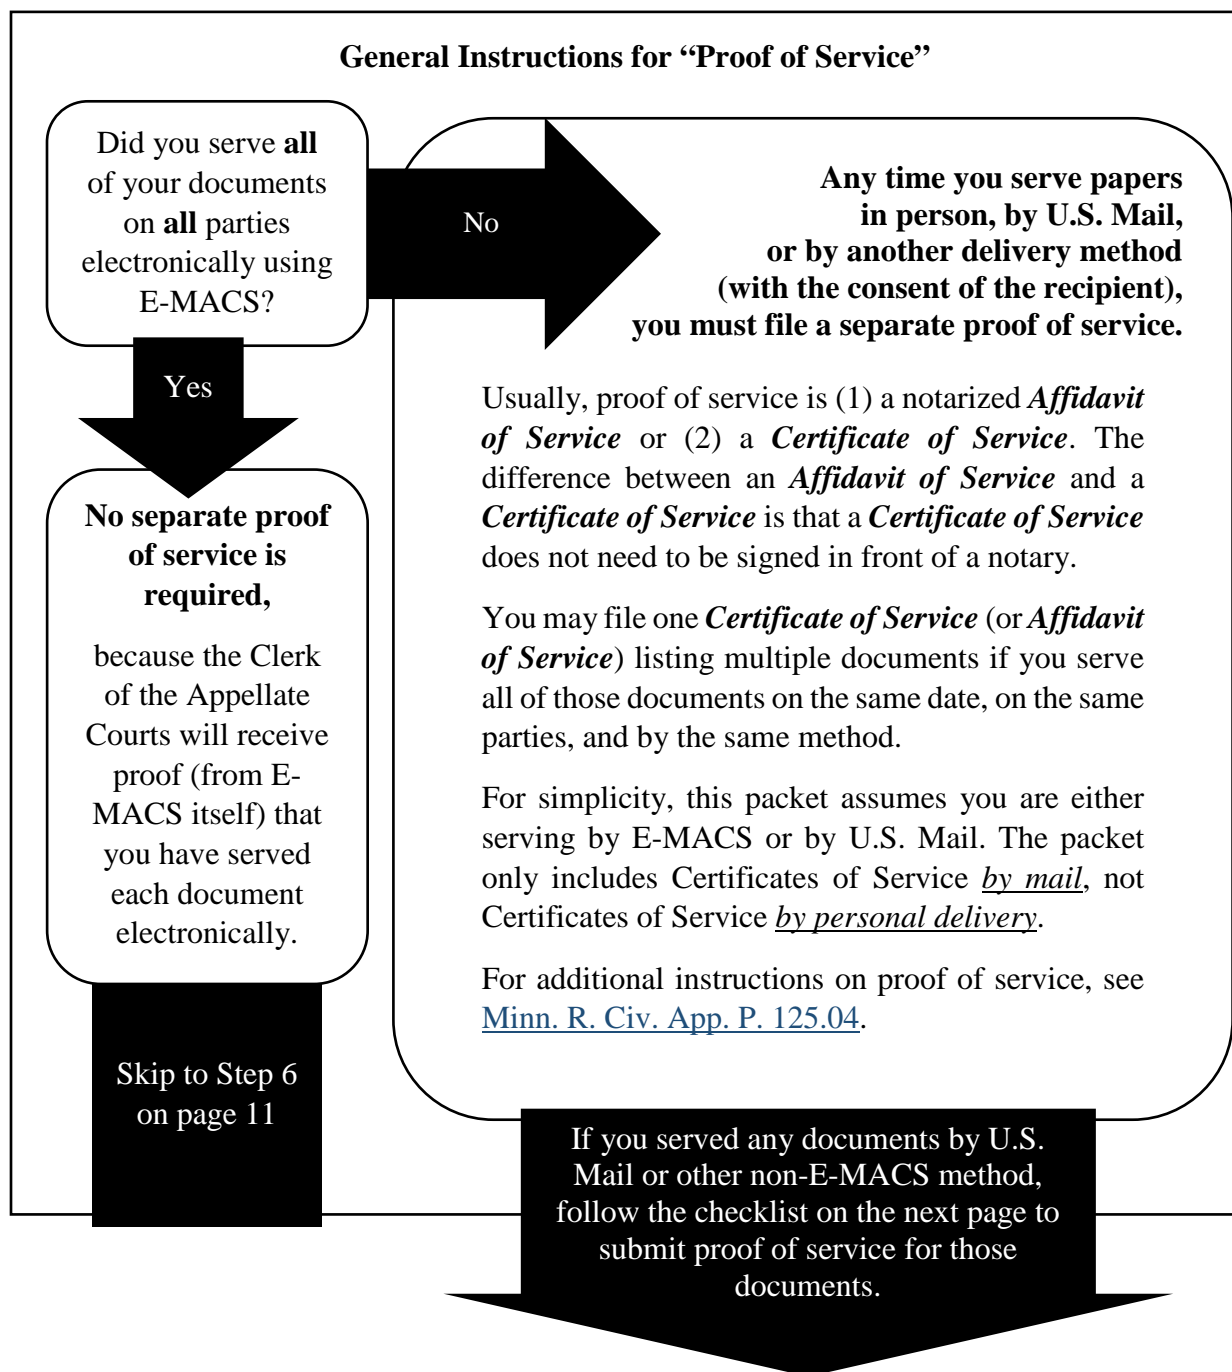 General Instructions for “Proof of Service”
Did you serve all
of your documents
on all parties
electronically using
E-MACS?
No
Yes
No separate proof
of service is
required,
because the Clerk
of the Appellate
Courts will receive
proof (from E-
MACS itself) that
you have served
each document
electronically.
Skip to Step 6
on page 11
Any time you serve papers
in person, by U.S. Mail,
or by another delivery method
(with the consent of the recipient),
you must file a separate proof of service.
Usually, proof of service is (1) a notarized Affidavit
of Service or (2) a Certificate of Service. The
difference between an Affidavit of Service and a
Certificate of Service is that a Certificate of Service
does not need to be signed in front of a notary.
You may file one Certificate of Service (or Affidavit
of Service) listing multiple documents if you serve
all of those documents on the same date, on the same
parties, and by the same method.
For simplicity, this packet assumes you are either
serving by E-MACS or by U.S. Mail. The packet
only includes Certificates of Service by mail, not
Certificates of Service by personal delivery.
For additional instructions on proof of service, see
Minn. R. Civ. App. P. 125.04.
If you served any documents by U.S.
Mail or other non-E-MACS method,
follow the checklist on the next page to
submit proof of service for those
documents.